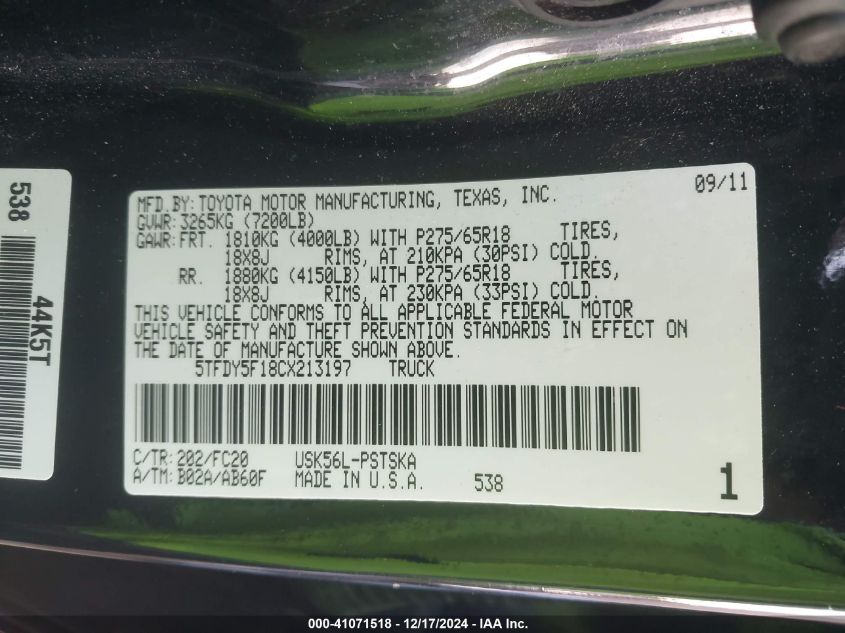 538
44K5T
MFD.BY: TOYOTA MOTOR MANUFACTURING, TEXAS, INC. 09/11
GVWR: 3265KG (7200LB)
GAWR: FRT. 1810KG (4000LB) WITH P275/65R18 TIRES,
18X8J RIMS, AT 210KPA (30PSI) COLD.
RR. 1880KG (4150LB) WITH P275/65R18 TIRES,
18X8J RIMS, AT 230KPA (33PSI) COLD.
THIS VEHICLE CONFORMS TO ALL APPLICABLE FEDERAL MOTOR
VEHICLE SAFETY AND THEFT PREVENTION STANDARDS IN EFFECT ON
THE DATE OF MANUFACTURE SHOWN ABOVE.
5TFDY5F18CX213197 TRUCK
C/TR: 202/FC20 USK56L-PSTSKA
A/TM: B02A/AB60F MADE IN U.S.A. 538 1
000-41071518 - 12/17/2024 - IAA Inc.